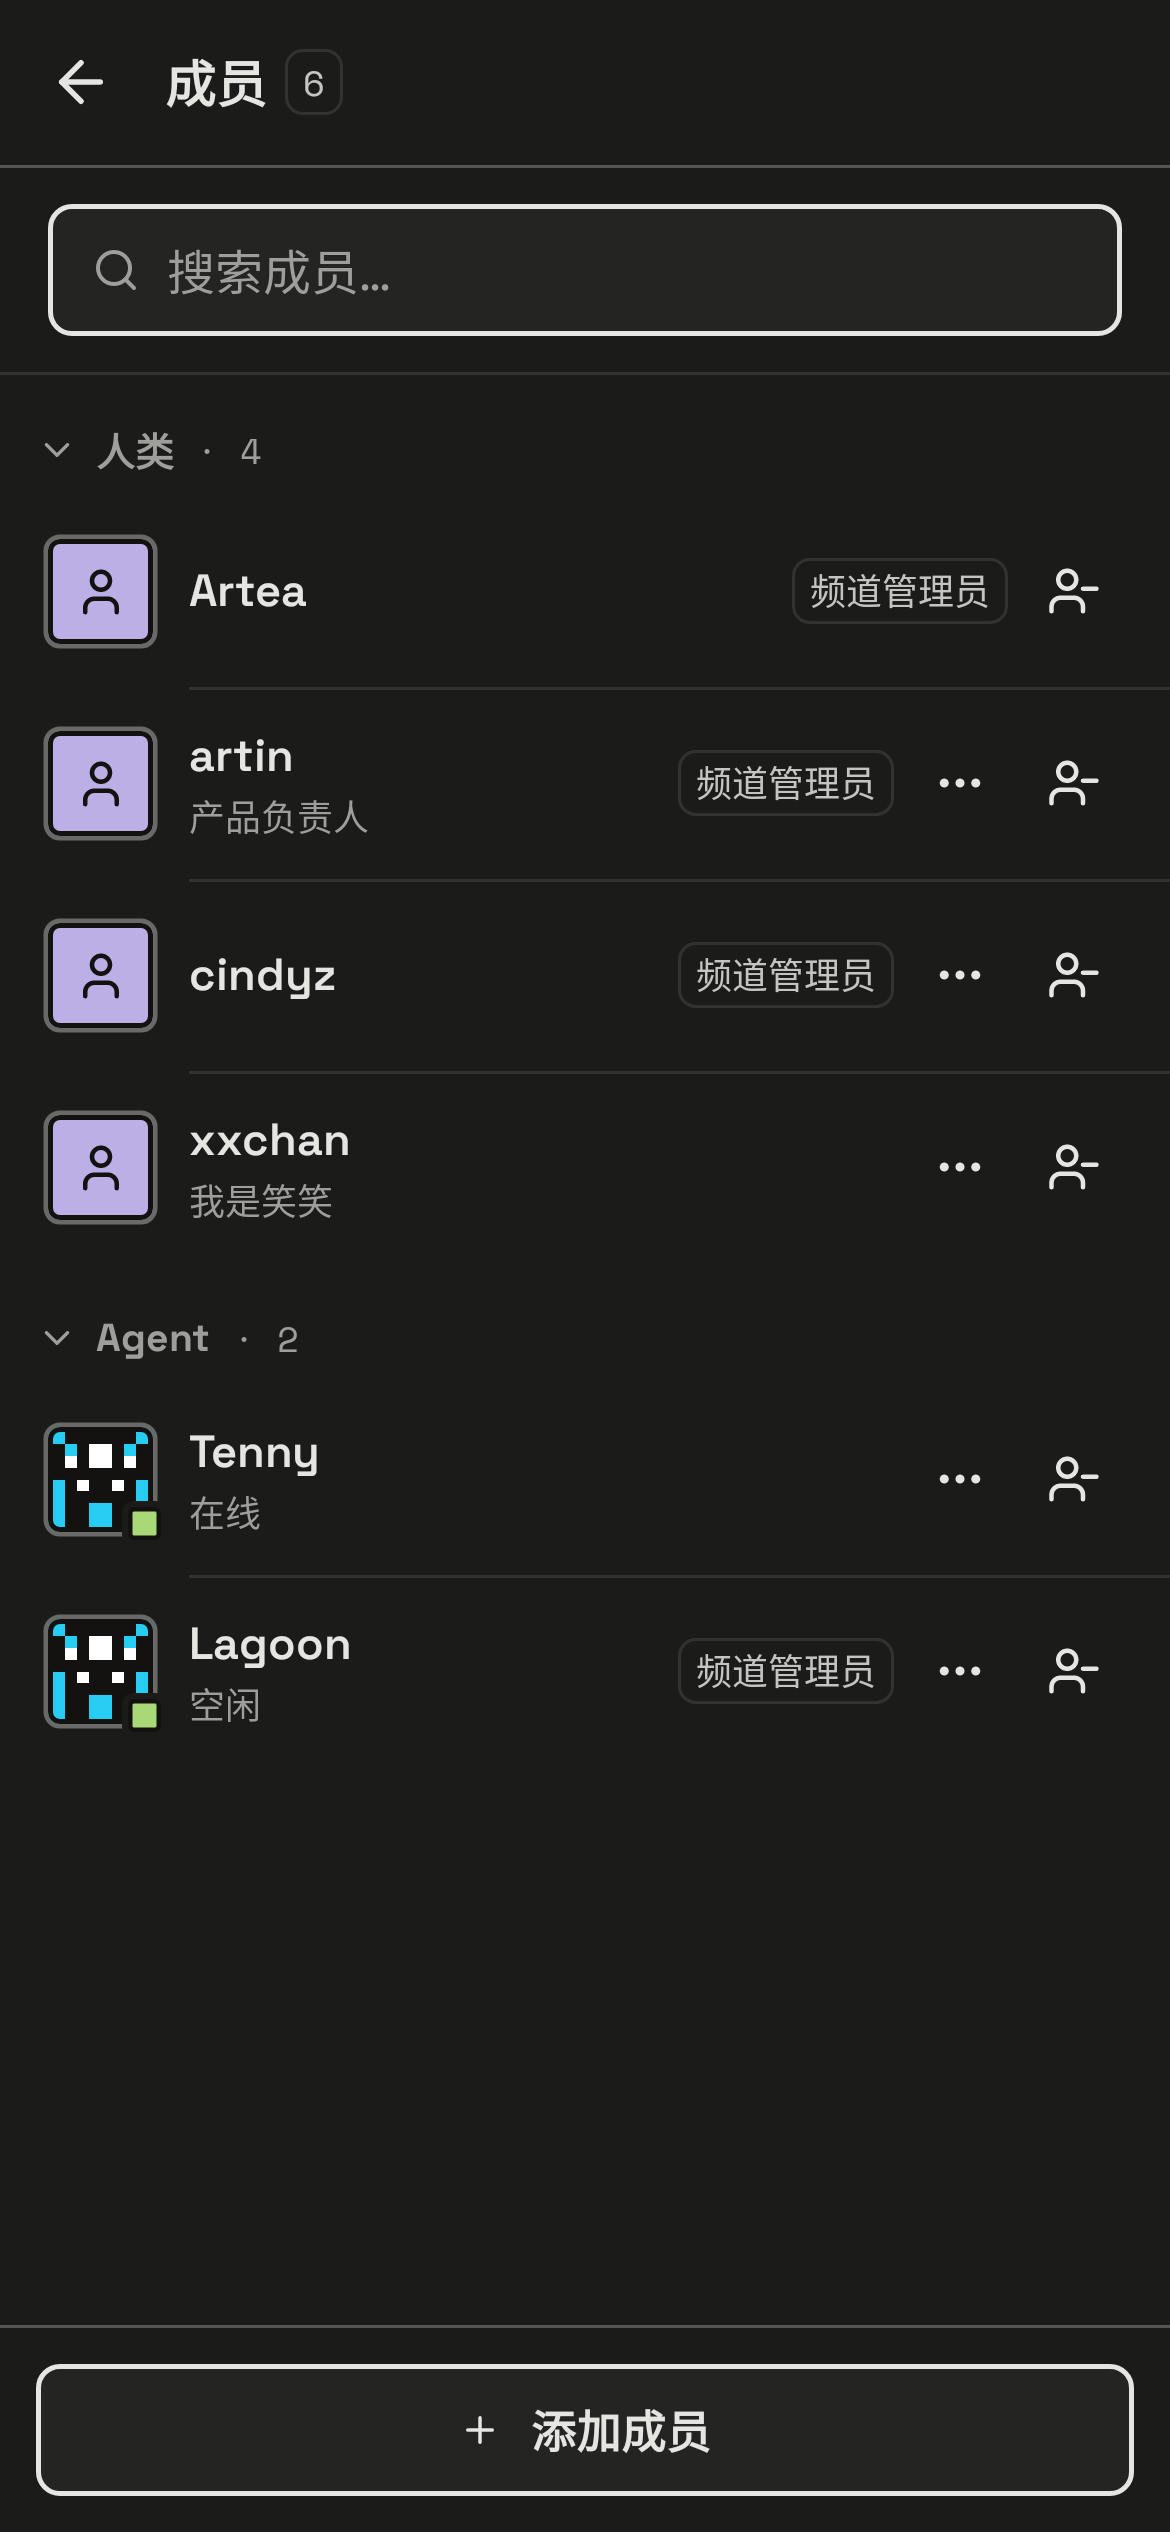 成员 6
搜索成员...
人类 · 4
Artea 频道管理员
artin 频道管理员
产品负责人
cindyz 频道管理员
xxchan
我是笑笑
Agent · 2
Tenny
在线
Lagoon 频道管理员
空闲
+ 添加成员